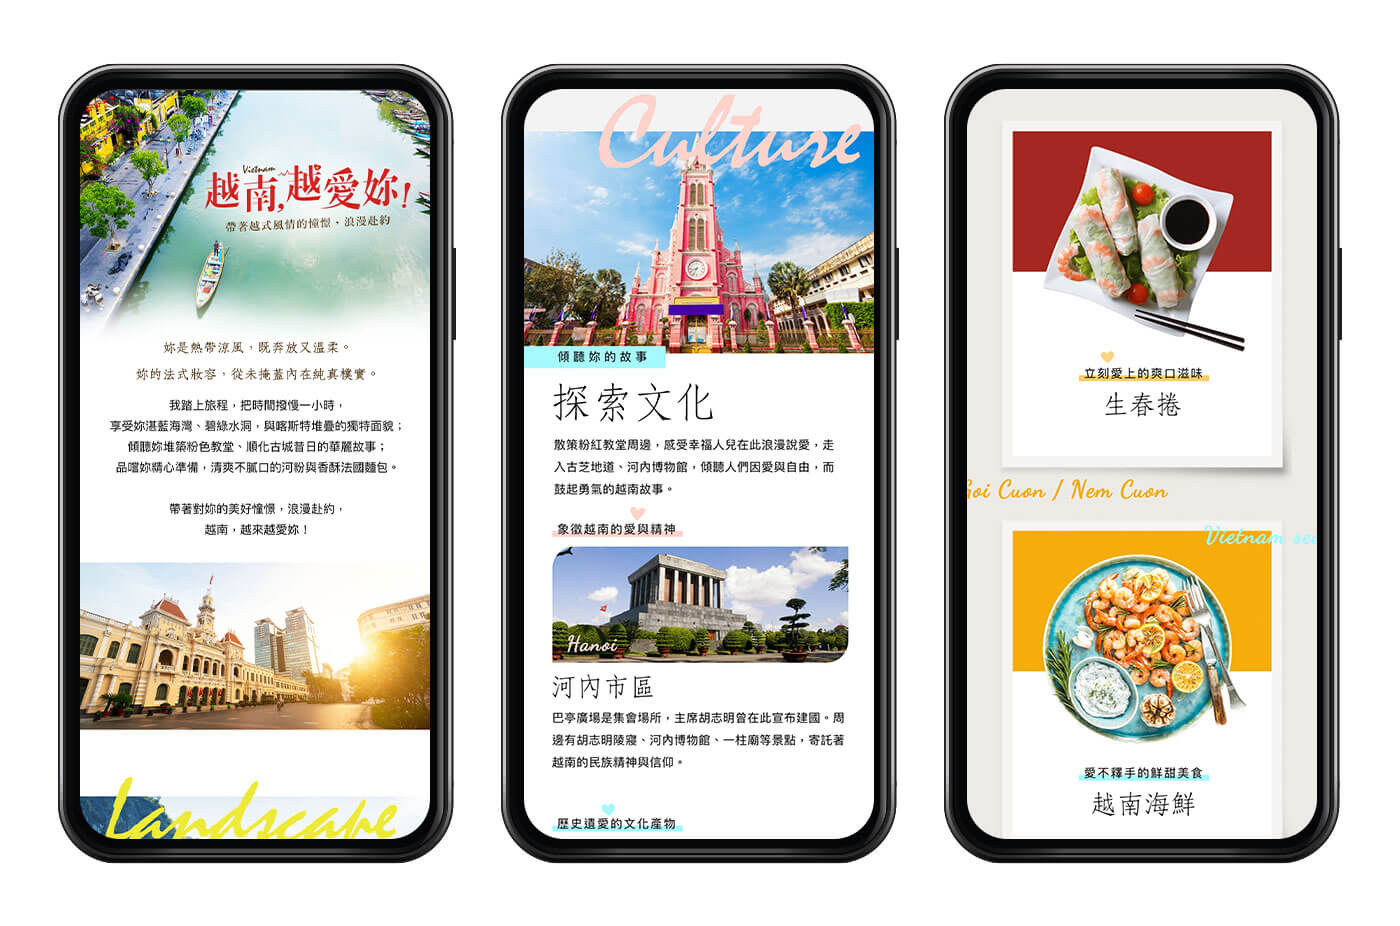 Vietnam
越南,越愛妳!
帶著越式風情的憧憬・浪漫赴約
妳是熱帶涼風，既奔放又溫柔。
妳的法式妝容，從未掩蓋內在純真樸實。
我踏上旅程，把時間撥慢一小時，
享受妳湛藍海灣、碧綠水洞，與喀斯特堆疊的獨特面貌；
傾聽妳堆築粉色教堂、順化古城昔日的華麗故事；
品嚐妳精心準備，清爽不膩口的河粉與香酥法國麵包。
帶著對妳的美好憧憬，浪漫赴約，
越南，越來越愛妳！
Landscape
Culture
傾聽妳的故事
探索文化
散策粉紅教堂周邊，感受幸福人兒在此浪漫說愛，走
入古芝地道、河內博物館，傾聽人們因愛與自由，而
鼓起勇氣的越南故事。
象徵越南的愛與精神
Hanoi
河內市區
巴亭廣場是集會場所，主席胡志明曾在此宣布建國。周
邊有胡志明陵寢、河內博物館、一柱廟等景點，寄託著
越南的民族精神與信仰。
歷史遺愛的文化產物
立刻愛上的爽口滋味
生春捲
Goi Cuon / Nem Cuon
Vietnam sea
愛不釋手的鮮甜美食
越南海鮮